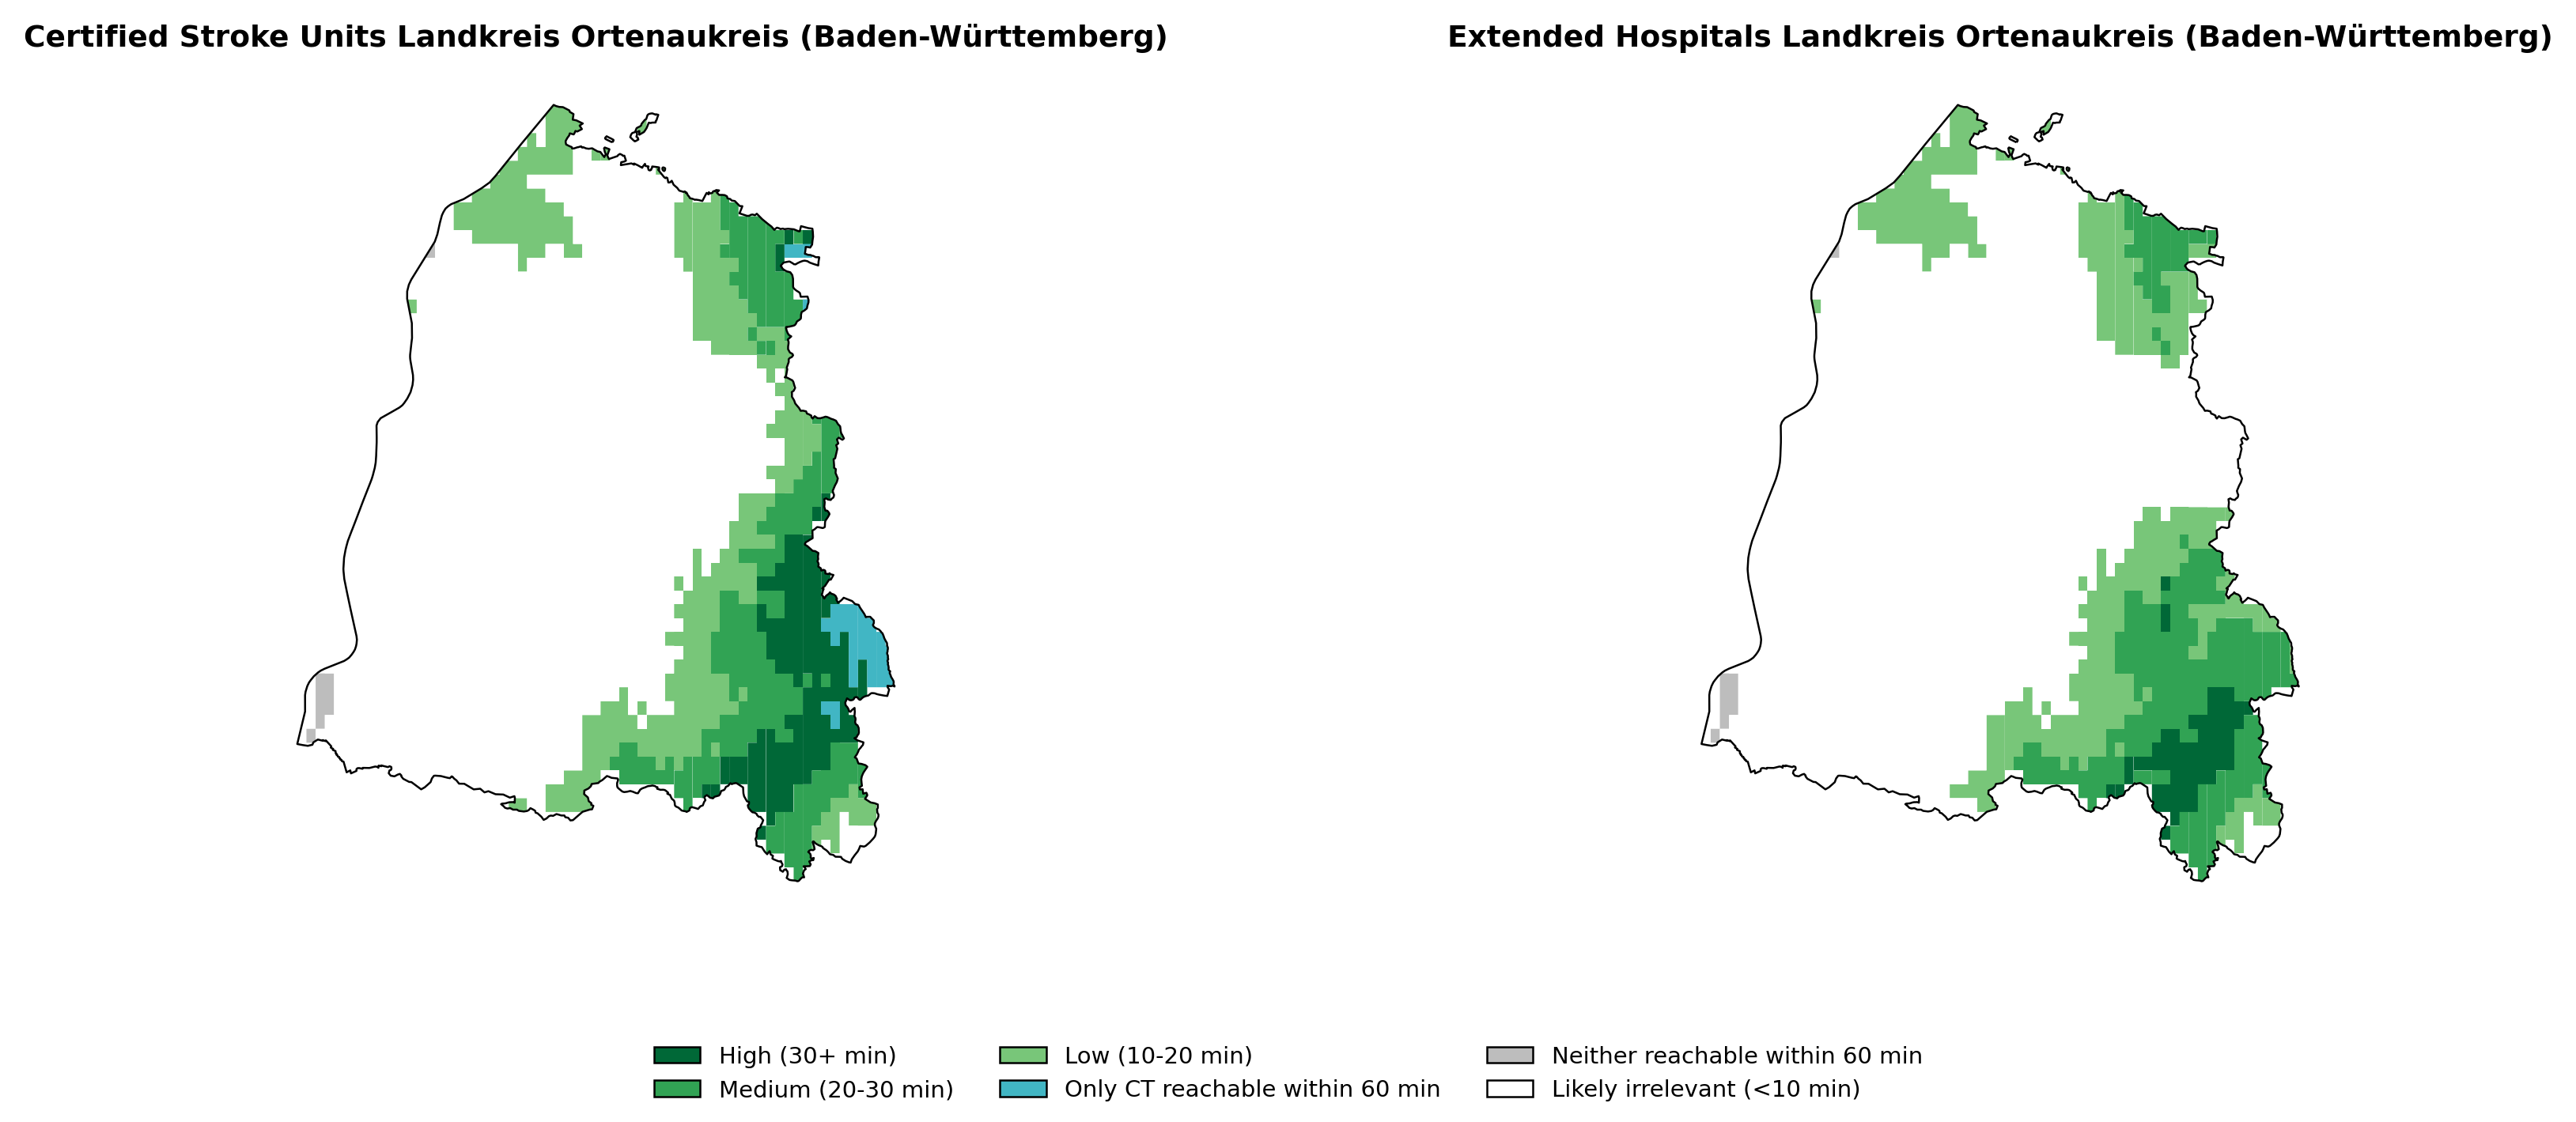 Certified Stroke Units Landkreis Ortenaukreis (Baden-Württemberg)
Extended Hospitals Landkreis Ortenaukreis (Baden-Württemberg)
High (30+ min)
Medium (20-30 min)
Low (10-20 min)
Only CT reachable within 60 min
Neither reachable within 60 min
Likely irrelevant (<10 min)